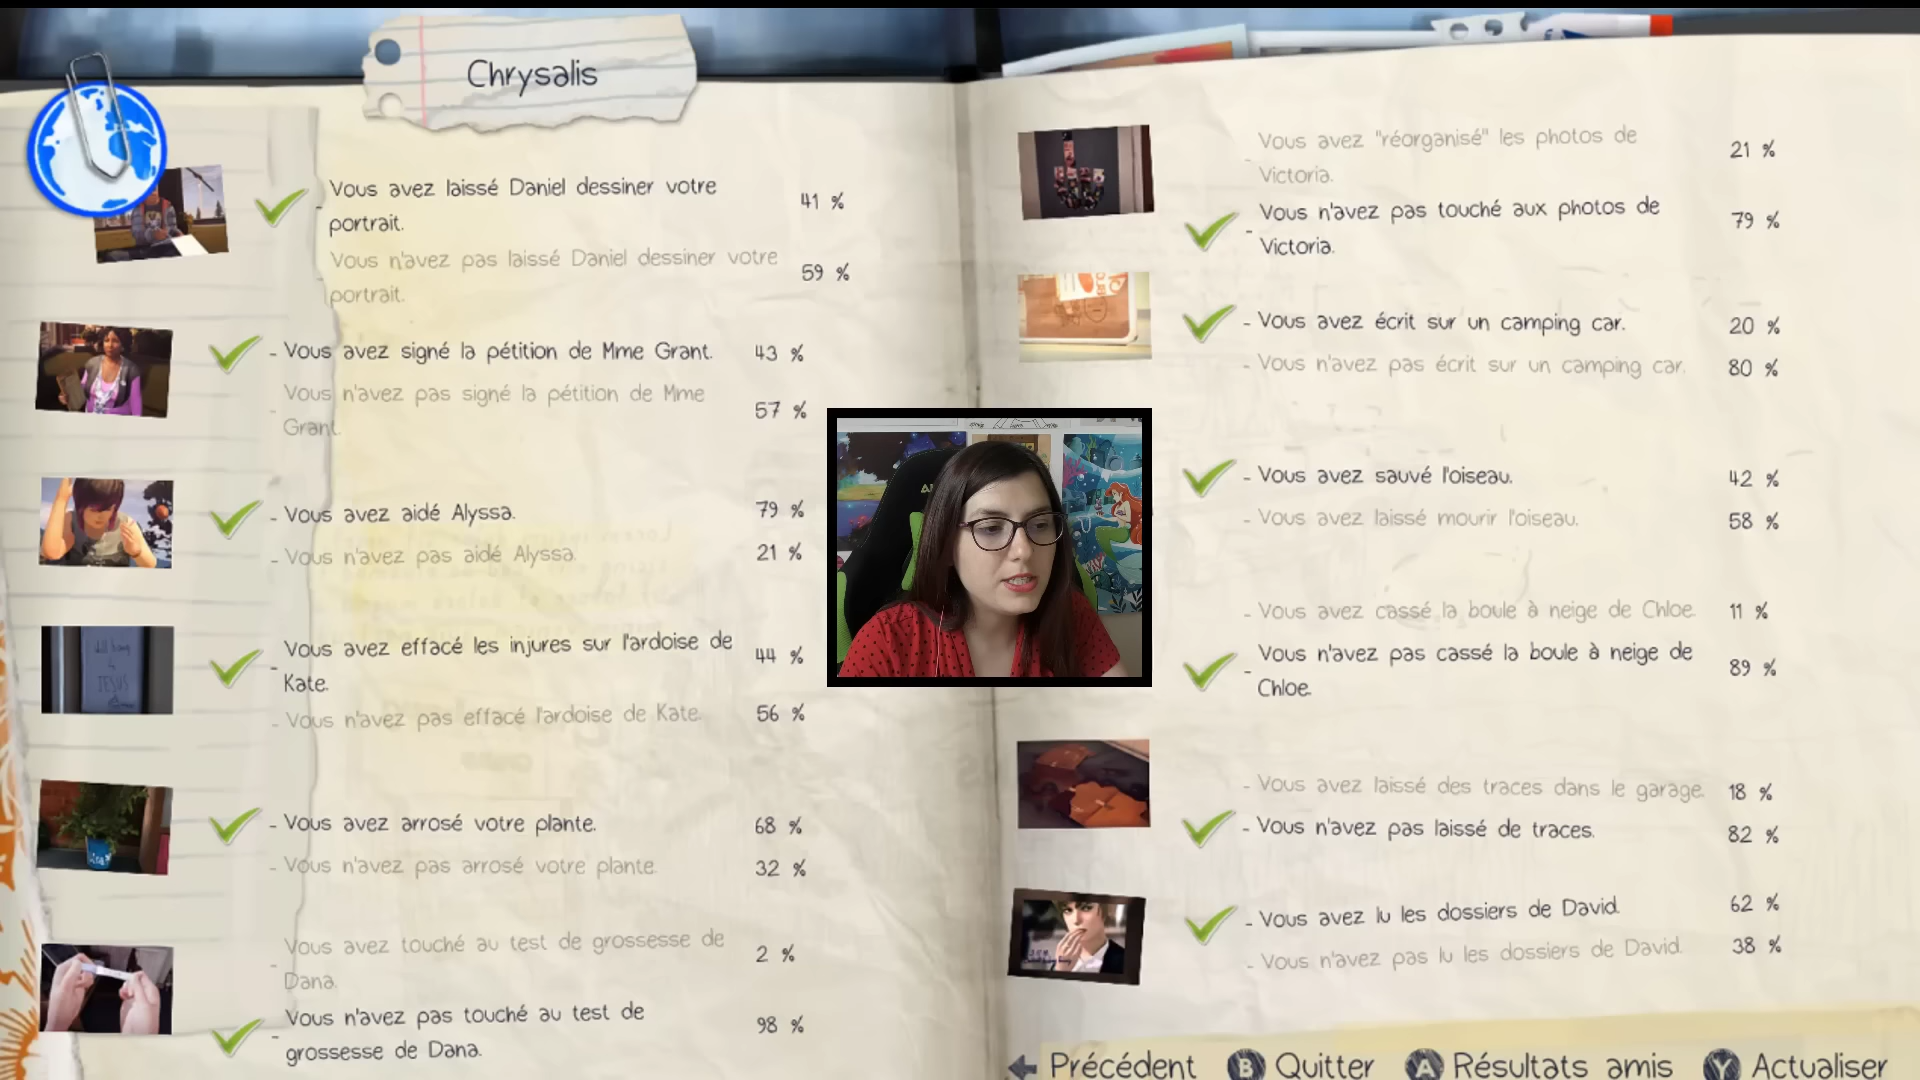 Chrysalis
Vous avez laissé Daniel dessiner votre
portrait.
41 %
Vous n'avez pas laissé Daniel dessiner votre
portrait.
59 %
- Vous avez signé la pétition de Mme Grant.
43 %
Vous n'avez pas signé la pétition de Mme
Grant.
57 %
- Vous avez aidé Alyssa.
79 %
- Vous n'avez pas aidé Alyssa.
21 %
Vous avez effacé les injures sur l'ardoise de
Kate.
44 %
- Vous n'avez pas effacé l'ardoise de Kate.
56 %
- Vous avez arrosé votre plante.
68 %
- Vous n'avez pas arrosé votre plante.
32 %
Vous avez touché au test de grossesse de
Dana.
2 %
Vous n'avez pas touché au test de
grossesse de Dana.
98 %
Vous avez "réorganisé" les photos de
Victoria.
21 %
Vous n'avez pas touché aux photos de
Victoria.
79 %
- Vous avez écrit sur un camping car.
20 %
- Vous n'avez pas écrit sur un camping car.
80 %
- Vous avez sauvé l'oiseau.
42 %
- Vous avez laissé mourir l'oiseau.
58 %
- Vous avez cassé la boule à neige de Chloe.
11 %
Vous n'avez pas cassé la boule à neige de
Chloe.
89 %
- Vous avez laissé des traces dans le garage.
18 %
- Vous n'avez pas laissé de traces.
82 %
- Vous avez lu les dossiers de David.
62 %
- Vous n'avez pas lu les dossiers de David.
38 %
Précédent B Quitter A Résultats amis Y Actualiser